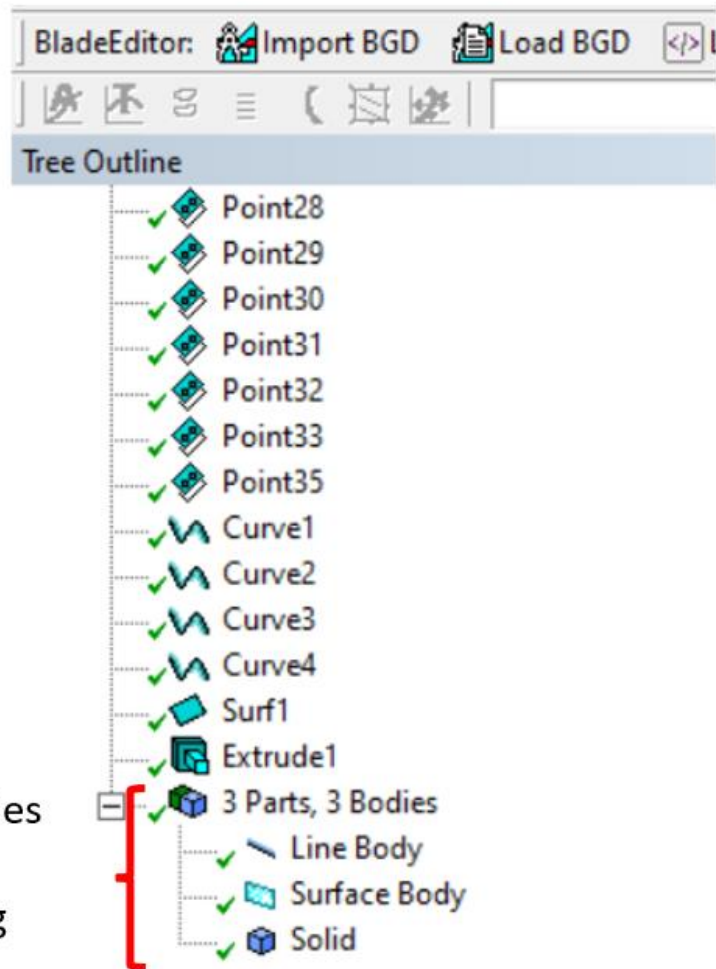 BladeEditor: Import BGD Load BGD
Tree Outline
Point28
Point29
Point30
Point31
Point32
Point33
Point35
Curve1
Curve2
Curve3
Curve4
Surf1
Extrude1
3 Parts, 3 Bodies
Line Body
Surface Body
Solid